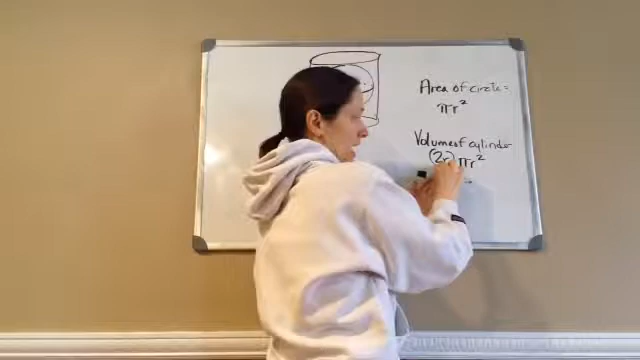 Area of circle =
πr²
Volume of cylinder
(2r) πr²